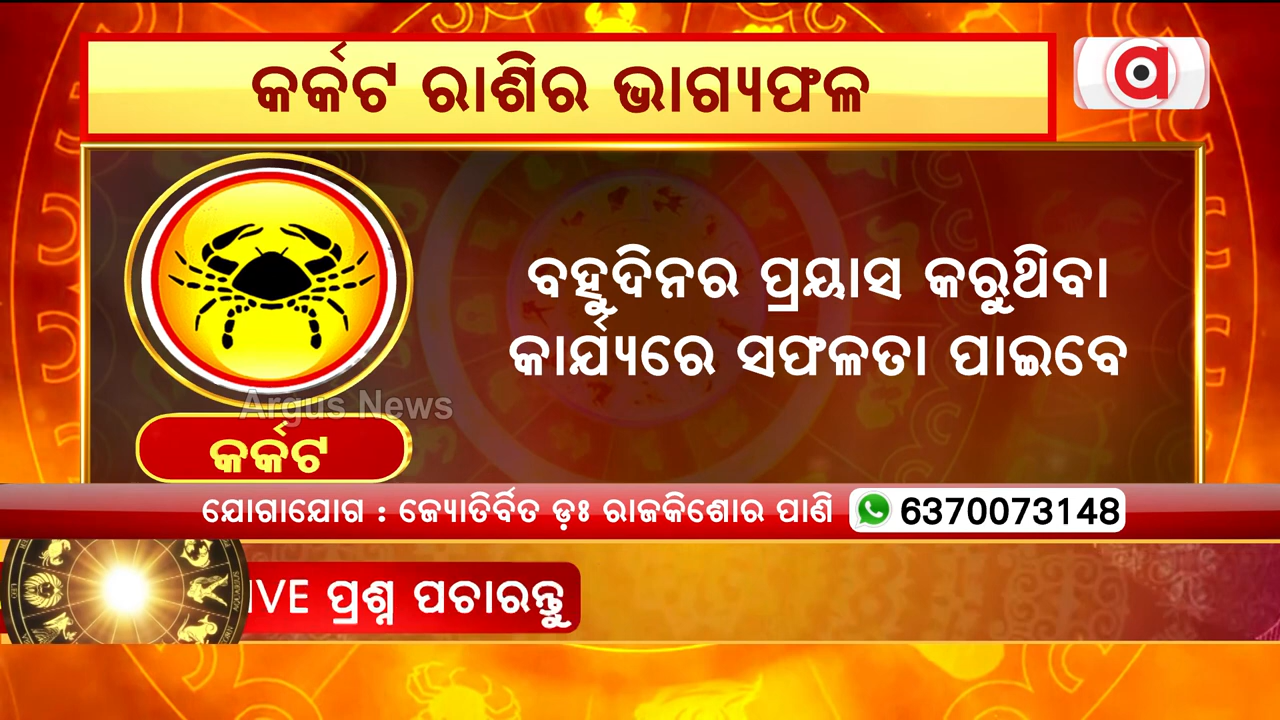 କର୍କଟ ରାଶିର ଭାଗ୍ୟଫଳ
a
ବହୁଦିନର ପ୍ରୟାସ କରୁଥିବା
କାର୍ଯ୍ୟରେ ସଫଳତା ପାଇବେ
Argus News
କର୍କଟ
ଯୋଗାଯୋଗ : ଜ୍ୟୋତିର୍ବିତ ଡ଼ଃ ରାଜକିଶୋର ପାଣି 6370073148
IVE ପ୍ରଶ୍ନ ପଚାରନ୍ତୁ